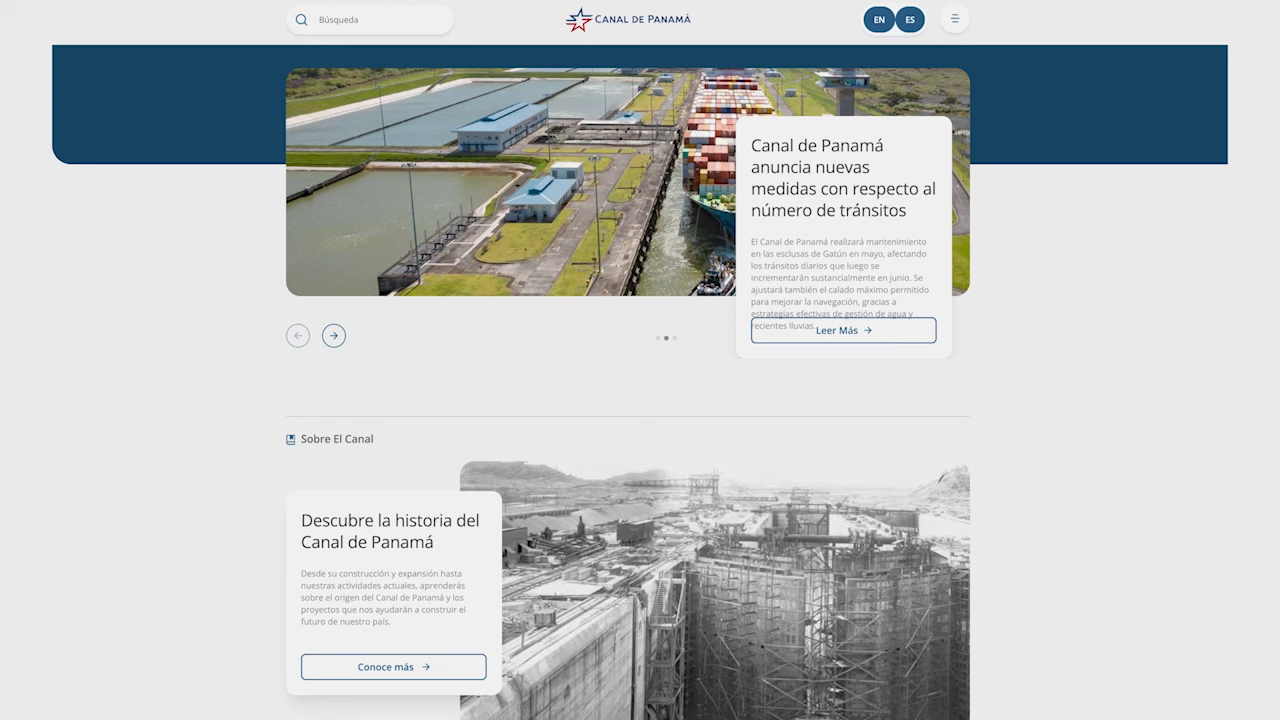 Búsqueda
CANAL DE PANAMÁ
EN
ES
Canal de Panamá
anuncia nuevas
medidas con respecto al
número de tránsitos
El Canal de Panamá realizará mantenimiento
en las esclusas de Gatún en mayo, afectando
los tránsitos diarios que luego se
incrementarán sustancialmente en junio. Se
ajustará también el calado máximo permitido
para mejorar la navegación, gracias a
estrategias efectivas de gestión de agua y
recientes lluvias.
Leer Más
Sobre El Canal
Descubre la historia del
Canal de Panamá
Desde su construcción y expansión hasta
nuestras actividades actuales, aprenderás
sobre el origen del Canal de Panamá y los
proyectos que nos ayudarán a construir el
futuro de nuestro país.
Conoce más